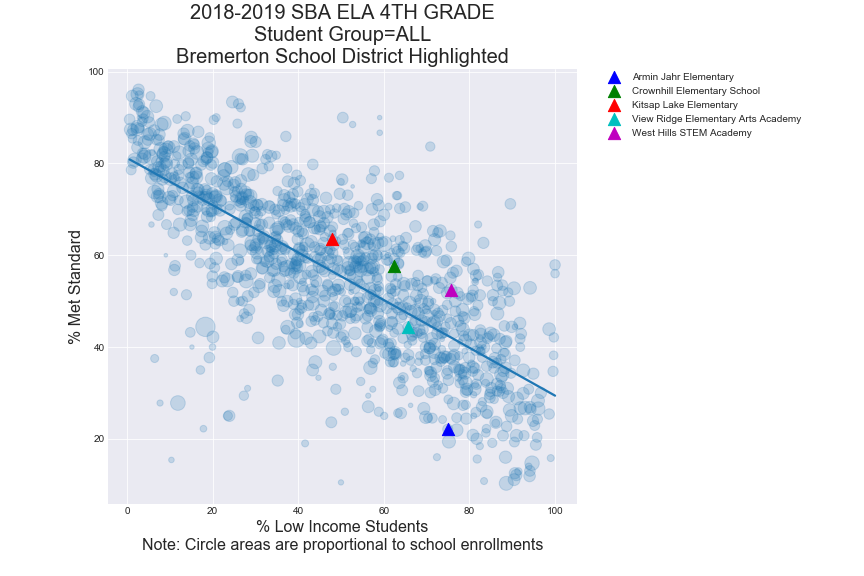 2018-2019 SBA ELA 4TH GRADE
Student Group=ALL
Bremerton School District Highlighted
Armin Jahr Elementary
Crownhill Elementary School
Kitsap Lake Elementary
View Ridge Elementary Arts Academy
West Hills STEM Academy
% Met Standard
100
80
60
40
20
0 20 40 60 80 100
% Low Income Students
Note: Circle areas are proportional to school enrollments